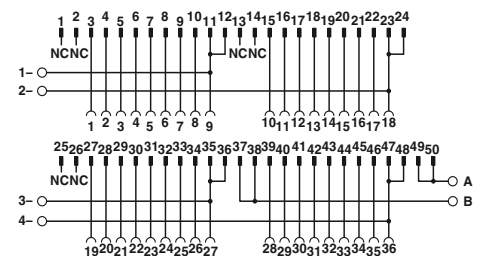 1 2 3 4 5 6 7 8 9 10 11 12 13 14 15 16 17 18 19 20 21 22 23 24
NC NC NC NC
1–
2–
1 2 3 4 5 6 7 8 9 10 11 12 13 14 15 16 17 18
25 26 27 28 29 30 31 32 33 34 35 36 37 38 39 40 41 42 43 44 45 46 47 48 49 50
NC NC
A
3– B
4–
19 20 21 22 23 24 25 26 27 28 29 30 31 32 33 34 35 36